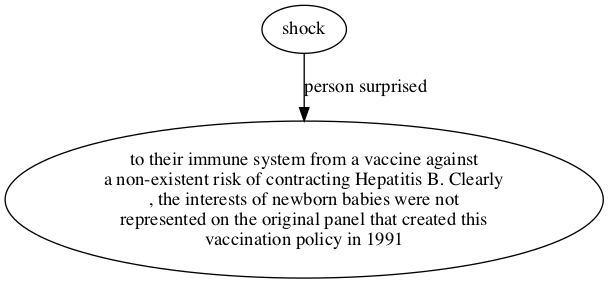 shock
person surprised
to their immune system from a vaccine against
a non-existent risk of contracting Hepatitis B. Clearly
, the interests of newborn babies were not
represented on the original panel that created this
vaccination policy in 1991